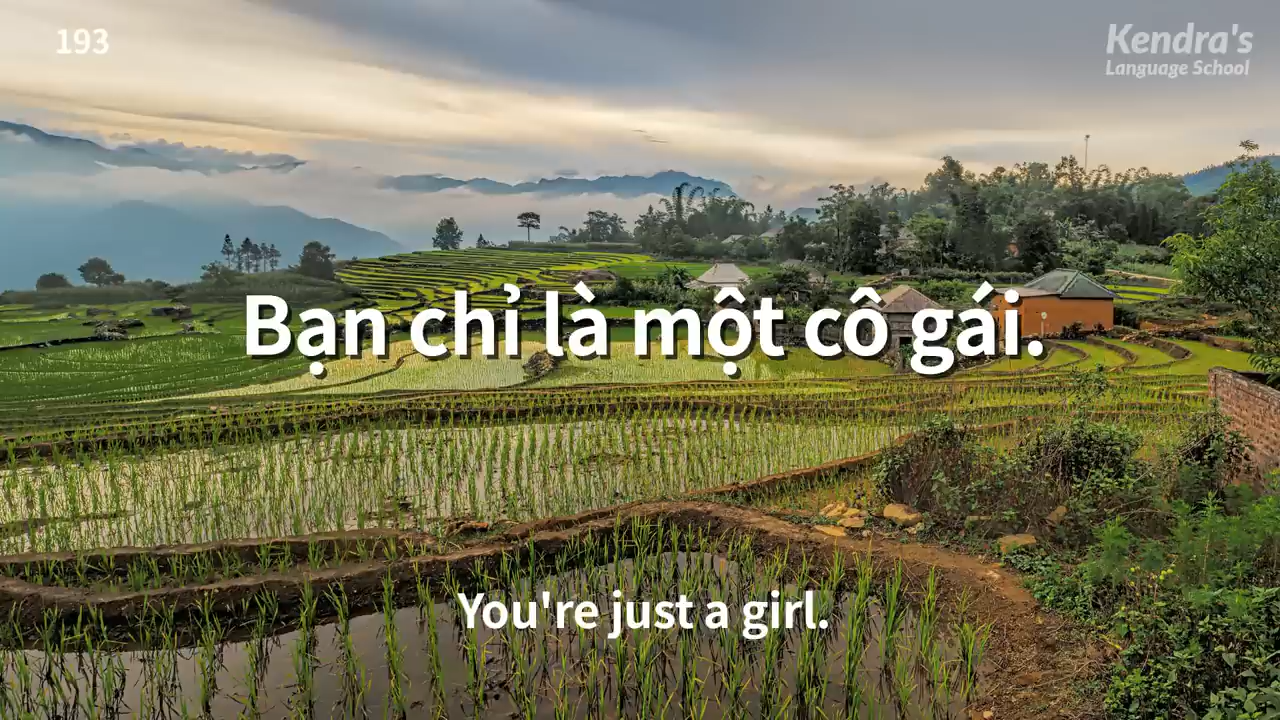 193
Kendra's
Language School
Bạn chỉ là một cô gái.
You're just a girl.